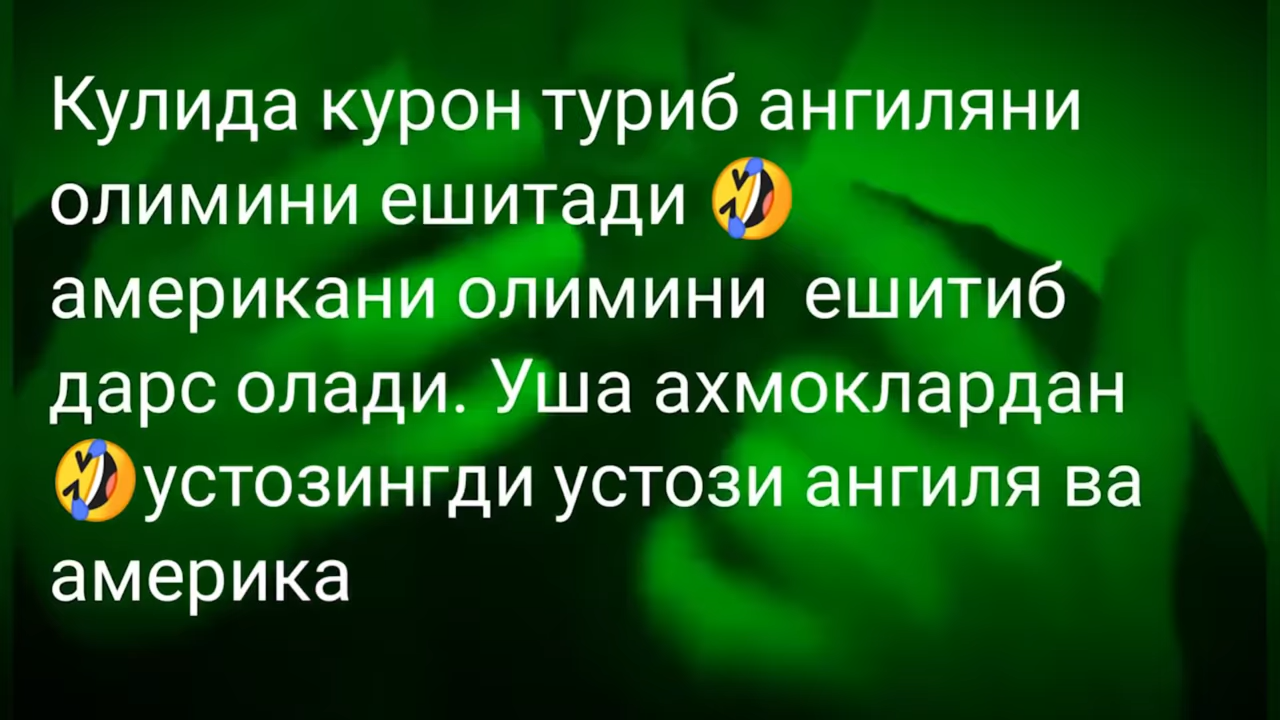 Кулида курон туриб ангиляни
олимини ешитади 🤣
американи олимини  ешитиб
дарс олади. Уша ахмоклардан
🤣устозингди устози ангиля ва
америка